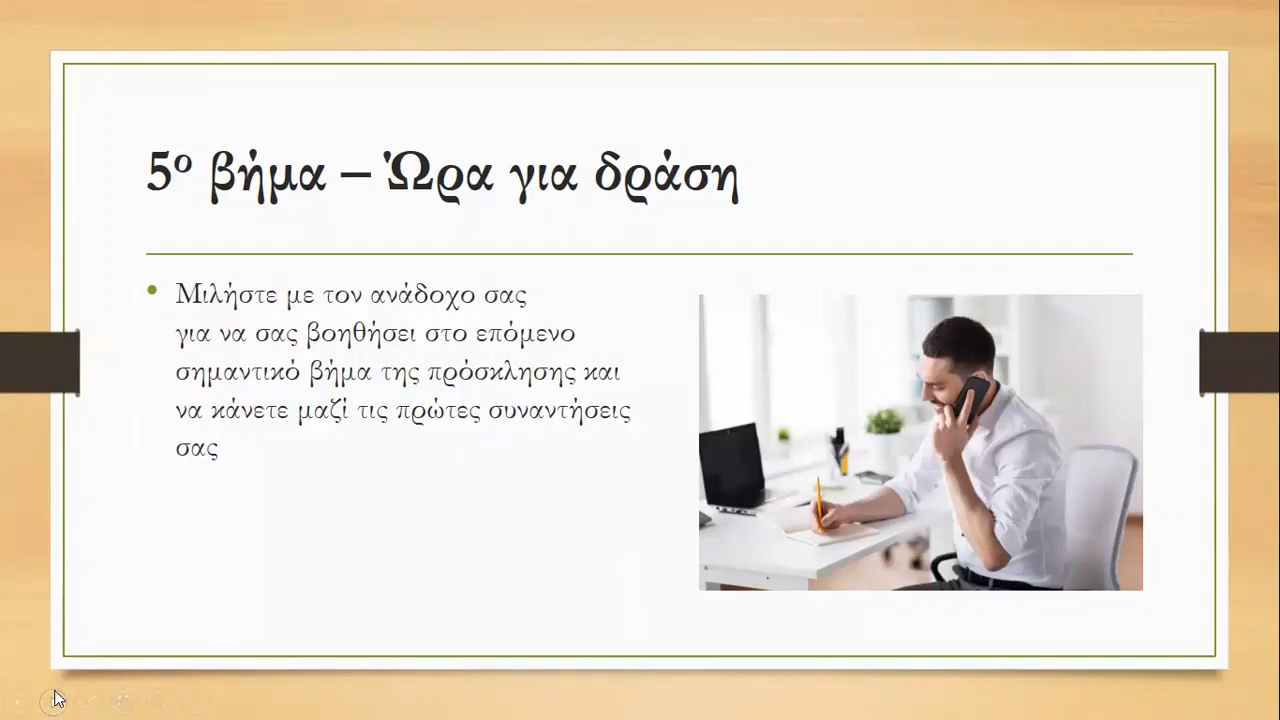 5ο βήμα – Ώρα για δράση
• Μιλήστε με τον ανάδοχο σας
για να σας βοηθήσει στο επόμενο
σημαντικό βήμα της πρόσκλησης και
να κάνετε μαζί τις πρώτες συναντήσεις
σας